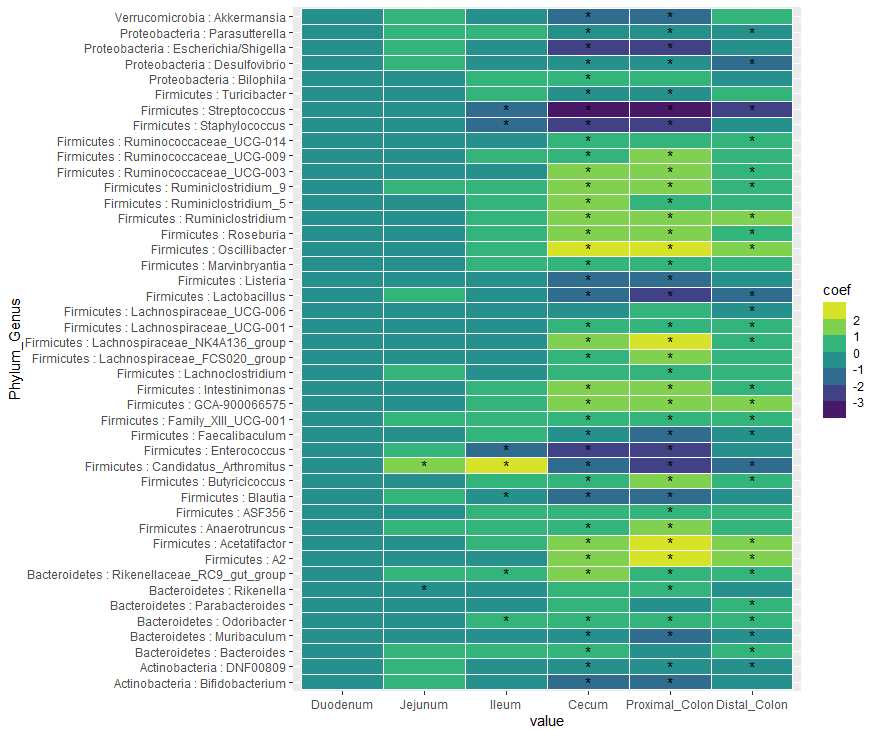 Verrucomicrobia : Akkermansia
Proteobacteria : Parasutterella
Proteobacteria : Escherichia/Shigella
Proteobacteria : Desulfovibrio
Proteobacteria : Bilophila
Firmicutes : Turicibacter
Firmicutes : Streptococcus
Firmicutes : Staphylococcus
Firmicutes : Ruminococcaceae_UCG-014
Firmicutes : Ruminococcaceae_UCG-009
Firmicutes : Ruminococcaceae_UCG-003
Firmicutes : Ruminiclostridium_9
Firmicutes : Ruminiclostridium_5
Firmicutes : Ruminiclostridium
Firmicutes : Roseburia
Firmicutes : Oscillibacter
Firmicutes : Marvinbryantia
Firmicutes : Listeria
Firmicutes : Lactobacillus
Firmicutes : Lachnospiraceae_UCG-006
Firmicutes : Lachnospiraceae_UCG-001
Firmicutes : Lachnospiraceae_NK4A136_group
Firmicutes : Lachnospiraceae_FCS020_group
Firmicutes : Lachnoclostridium
Firmicutes : Intestinimonas
Firmicutes : GCA-900066575
Firmicutes : Family_XIII_UCG-001
Firmicutes : Faecalibaculum
Firmicutes : Enterococcus
Firmicutes : Candidatus_Arthromitus
Firmicutes : Butyricicoccus
Firmicutes : Blautia
Firmicutes : ASF356
Firmicutes : Anaerotruncus
Firmicutes : Acetatifactor
Firmicutes : A2
Bacteroidetes : Rikenellaceae_RC9_gut_group
Bacteroidetes : Rikenella
Bacteroidetes : Parabacteroides
Bacteroidetes : Odoribacter
Bacteroidetes : Muribaculum
Bacteroidetes : Bacteroides
Actinobacteria : DNF00809
Actinobacteria : Bifidobacterium
Phylum_Genus
Duodenum Jejunum Ileum Cecum Proximal_Colon Distal_Colon
value
coef
2
1
0
-1
-2
-3